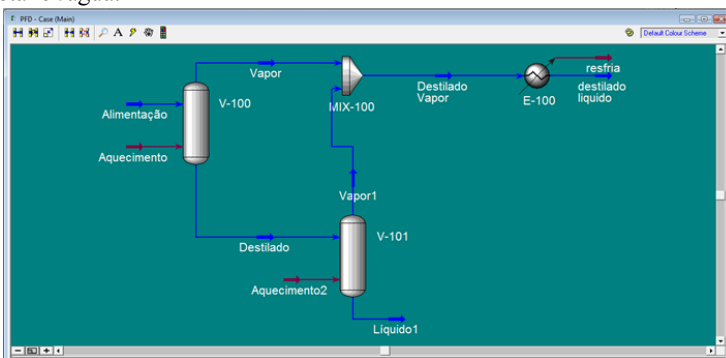 PFD - Case (Main)
A
Default Colour Scheme
Vapor
V-100
Alimentação
Aquecimento
MIX-100
Destilado
Vapor
E-100
resfria
destilado
líquido
Vapor1
Destilado
V-101
Aquecimento2
Líquido1